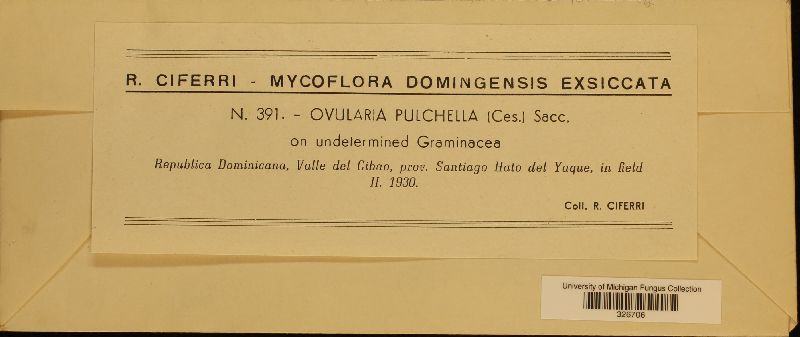 R. CIFERRI - MYCOFLORA DOMINGENSIS EXSICCATA
N. 391. - OVULARIA PULCHELLA (Ces.) Sacc.
on undetermined Graminacea
Republica Dominicana, Valle del Cibao, prov. Santiago Hato del Yaque, in field
II. 1930.
Coll. R. CIFERRI
University of Michigan Fungus Collection
326706